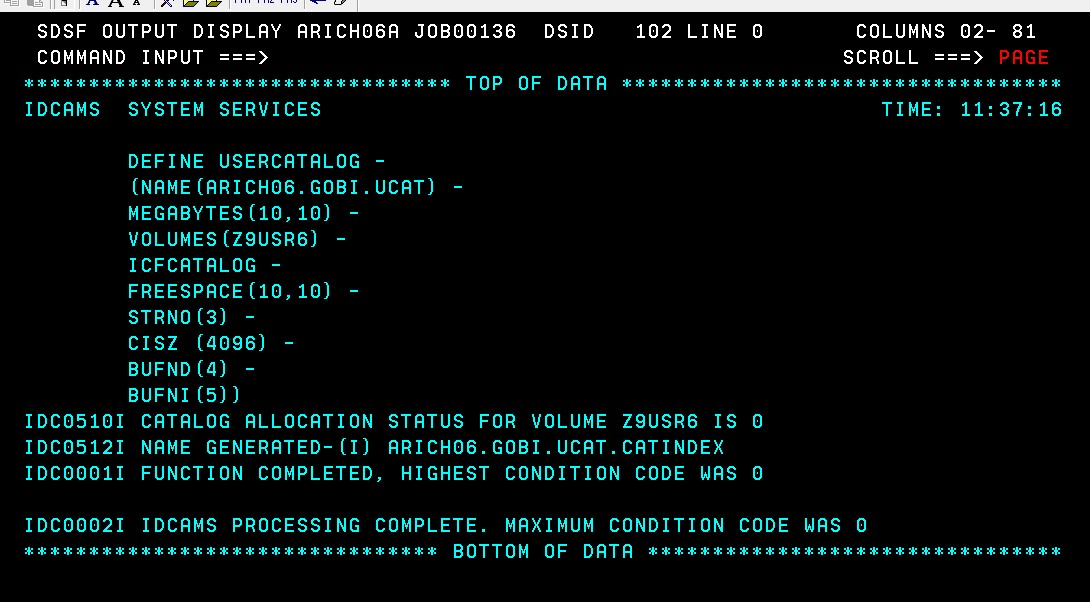 SDSF OUTPUT DISPLAY ARICH06A JOB00136  DSID   102 LINE 0       COLUMNS 02- 81
COMMAND INPUT ===>                                            SCROLL ===> PAGE
********************************* TOP OF DATA **********************************
IDCAMS  SYSTEM SERVICES                                           TIME: 11:37:16
DEFINE USERCATALOG -
(NAME(ARICH06.GOBI.UCAT) -
MEGABYTES(10,10) -
VOLUMES(Z9USR6) -
ICFCATALOG -
FREESPACE(10,10) -
STRNO(3) -
CISZ (4096) -
BUFND(4) -
BUFNI(5))
IDC0510I CATALOG ALLOCATION STATUS FOR VOLUME Z9USR6 IS 0
IDC0512I NAME GENERATED-(I) ARICH06.GOBI.UCAT.CATINDEX
IDC0001I FUNCTION COMPLETED, HIGHEST CONDITION CODE WAS 0
IDC0002I IDCAMS PROCESSING COMPLETE. MAXIMUM CONDITION CODE WAS 0
******************************** BOTTOM OF DATA ********************************